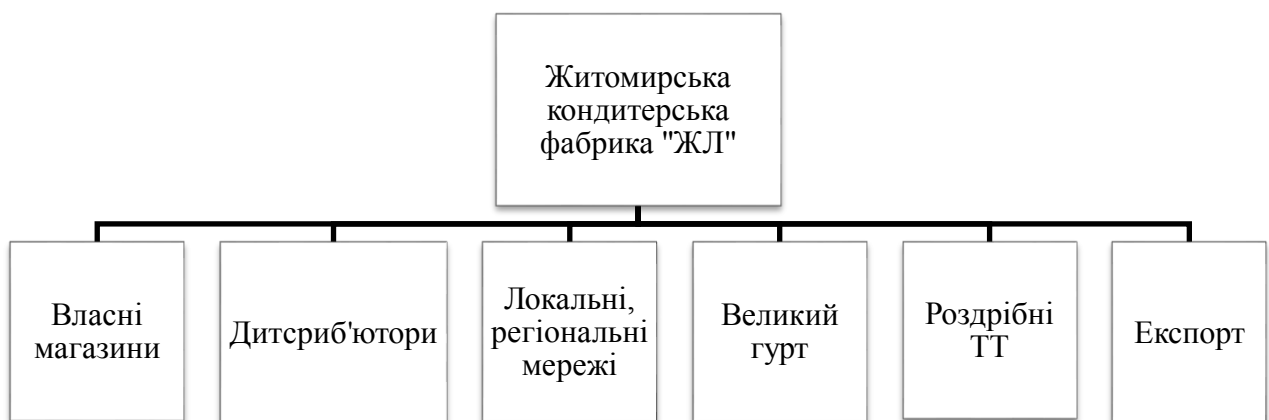 Житомирська
кондитерська
фабрика "ЖЛ"
Власні
магазини
Дитсриб'ютори
Локальні,
регіональні
мережі
Великий
гурт
Роздрібні
ТТ
Експорт